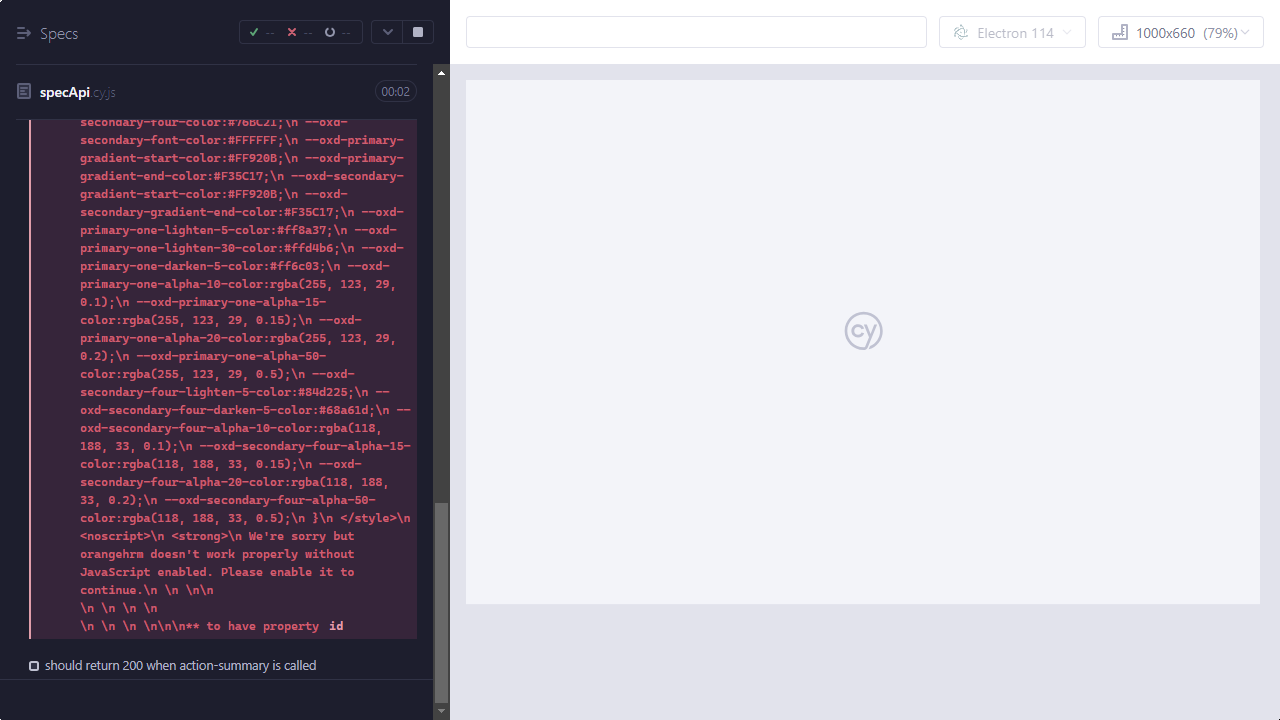 Specs
--
--
--
Electron 114
1000x660 (79%)
specApi.cy.js
00:02
secondary-four-color:#76BC21;\n --oxd-
secondary-font-color:#FFFFFF;\n --oxd-primary-
gradient-start-color:#FF920B;\n --oxd-primary-
gradient-end-color:#F35C17;\n --oxd-secondary-
gradient-start-color:#FF920B;\n --oxd-
secondary-gradient-end-color:#F35C17;\n --oxd-
primary-one-lighten-5-color:#ff8a37;\n --oxd-
primary-one-lighten-30-color:#ffd4b6;\n --oxd-
primary-one-darken-5-color:#ff6c03;\n --oxd-
primary-one-alpha-10-color:rgba(255, 123, 29,
0.1);\n --oxd-primary-one-alpha-15-
color:rgba(255, 123, 29, 0.15);\n --oxd-
primary-one-alpha-20-color:rgba(255, 123, 29,
0.2);\n --oxd-primary-one-alpha-50-
color:rgba(255, 123, 29, 0.5);\n --oxd-
secondary-four-lighten-5-color:#84d225;\n --
oxd-secondary-four-darken-5-color:#68a61d;\n --
oxd-secondary-four-alpha-10-color:rgba(118,
188, 33, 0.1);\n --oxd-secondary-four-alpha-15-
color:rgba(118, 188, 33, 0.15);\n --oxd-
secondary-four-alpha-20-color:rgba(118, 188,
33, 0.2);\n --oxd-secondary-four-alpha-50-
color:rgba(118, 188, 33, 0.5);\n }\n </style>\n
<noscript>\n <strong>\n We're sorry but
orangehrm doesn't work properly without
JavaScript enabled. Please enable it to
continue.\n \n \n\n
\n \n \n \n
\n \n \n \n\n\n** to have property id
should return 200 when action-summary is called
cy